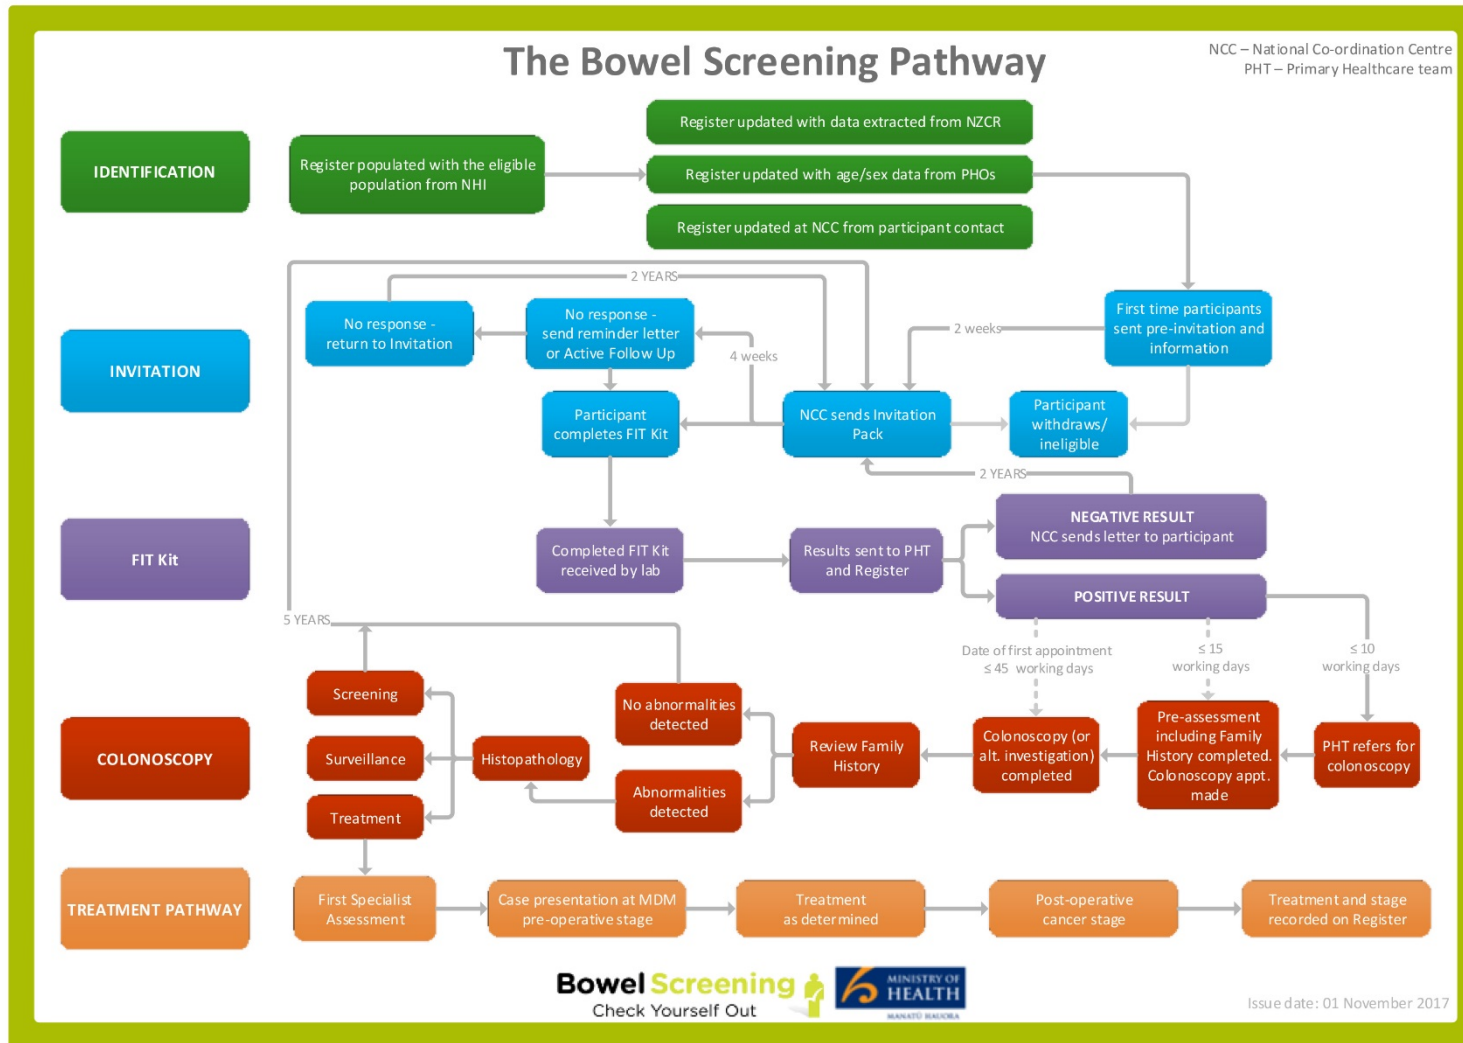 The Bowel Screening Pathway
NCC – National Co-ordination Centre
PHT – Primary Healthcare team
IDENTIFICATION
Register populated with the eligible
population from NHI
Register updated with data extracted from NZCR
Register updated with age/sex data from PHOs
Register updated at NCC from participant contact
INVITATION
2 YEARS
No response -
return to Invitation
No response -
send reminder letter
or Active Follow Up
4 weeks
2 weeks
First time participants
sent pre-invitation and
information
Participant
completes FIT Kit
NCC sends Invitation
Pack
Participant
withdraws/
ineligible
2 YEARS
FIT Kit
Completed FIT Kit
received by lab
Results sent to PHT
and Register
NEGATIVE RESULT
NCC sends letter to participant
POSITIVE RESULT
5 YEARS
Date of first appointment
≤ 45 working days
≤ 15
working days
≤ 10
working days
COLONOSCOPY
Screening
Surveillance
Treatment
Histopathology
No abnormalities
detected
Abnormalities
detected
Review Family
History
Colonoscopy (or
alt. investigation)
completed
Pre-assessment
including Family
History completed.
Colonoscopy appt.
made
PHT refers for
colonoscopy
TREATMENT PATHWAY
First Specialist
Assessment
Case presentation at MDM
pre-operative stage
Treatment
as determined
Post-operative
cancer stage
Treatment and stage
recorded on Register
Bowel Screening
Check Yourself Out
MINISTRY OF
HEALTH
MANATŪ HAUORA
Issue date: 01 November 2017